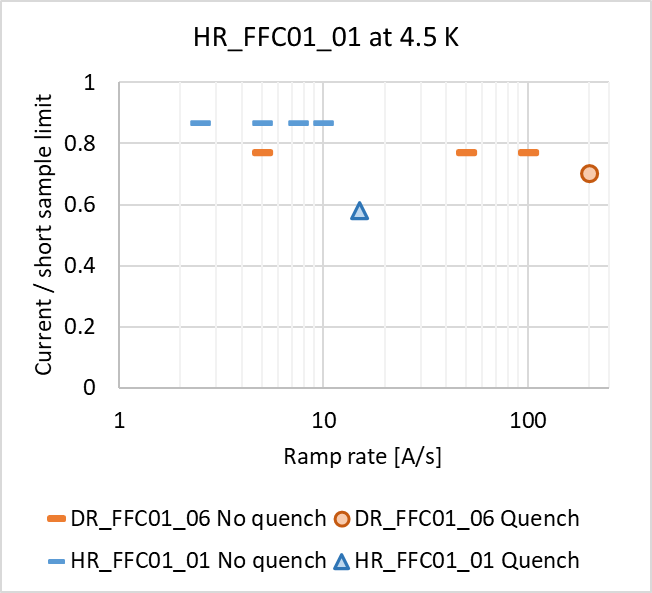 HR_FFC01_01 at 4.5 K
1
0.8
0.6
0.4
0.2
0
Current / short sample limit
1 10 100
Ramp rate [A/s]
DR_FFC01_06 No quench DR_FFC01_06 Quench
HR_FFC01_01 No quench HR_FFC01_01 Quench